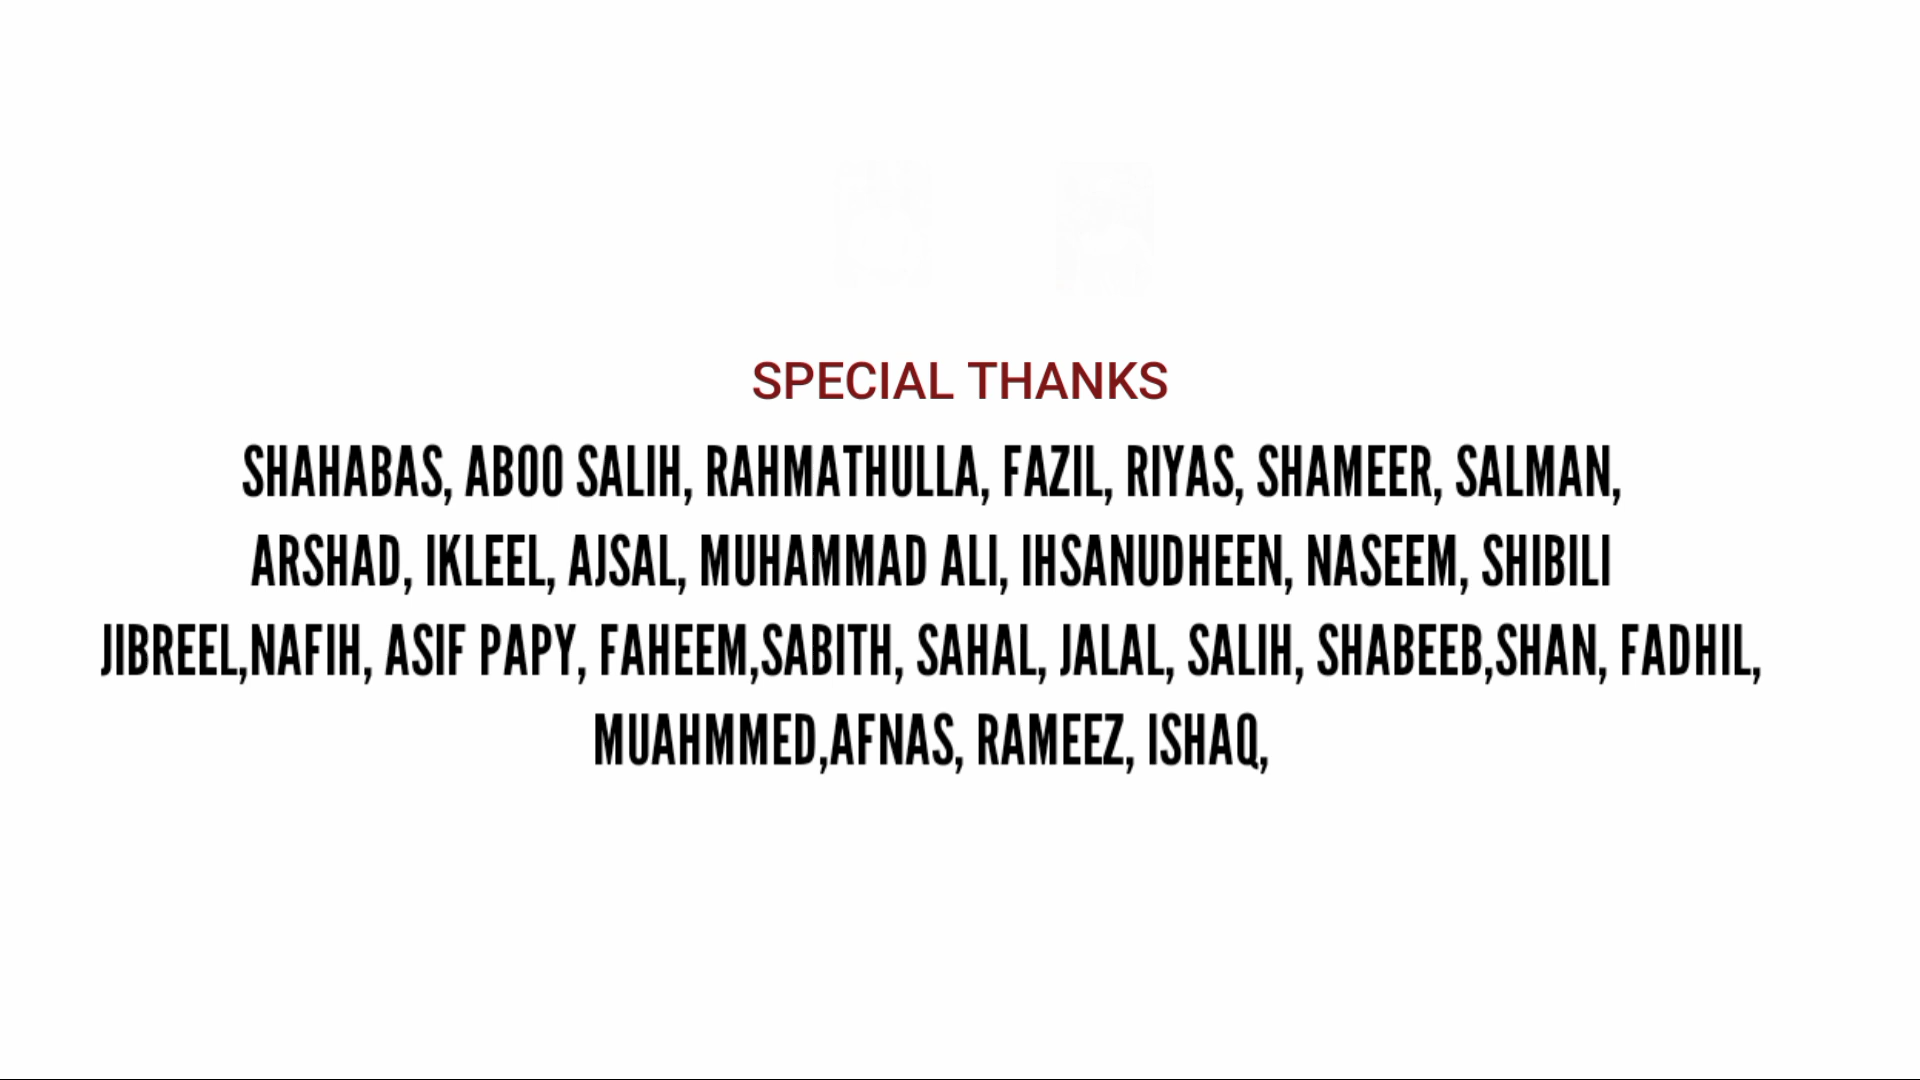 SPECIAL THANKS
SHAHABAS, ABOO SALIH, RAHMATHULLA, FAZIL, RIYAS, SHAMEER, SALMAN,
ARSHAD, IKLEEL, AJSAL, MUHAMMAD ALI, IHSANUDHEEN, NASEEM, SHIBILI
JIBREEL,NAFIH, ASIF PAPY, FAHEEM,SABITH, SAHAL, JALAL, SALIH, SHABEEB,SHAN, FADHIL,
MUAHMMED,AFNAS, RAMEEZ, ISHAQ,